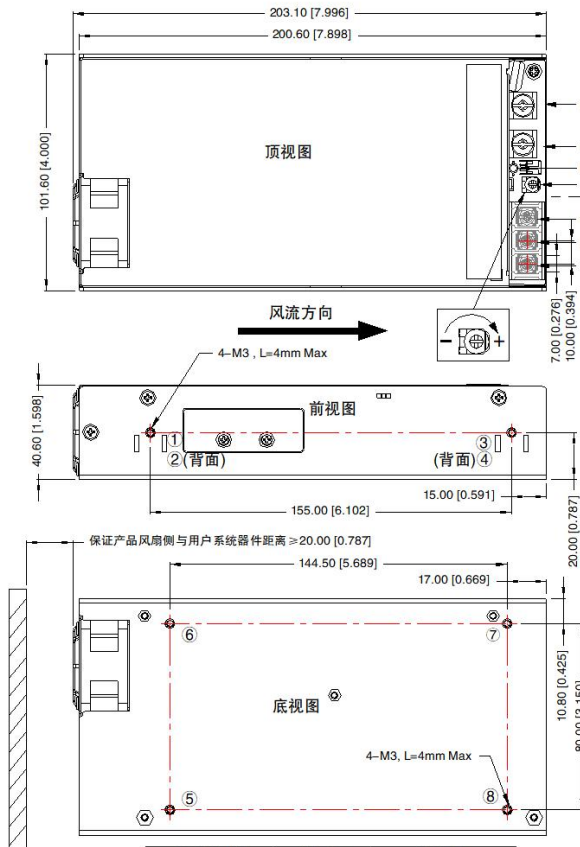 203.10 [7.996]
200.60 [7.898]
101.60 [4.000]
顶视图
7.00 [0.276]
10.00 [0.394]
风流方向
- +
4-M3 , L=4mm Max
40.60 [1.598]
前视图
①
②(背面)
③
(背面)④
15.00 [0.591]
155.00 [6.102]
20.00 [0.787]
保证产品风扇侧与用户系统器件距离≥20.00 [0.787]
144.50 [5.689]
17.00 [0.669]
⑥
⑦
10.80 [0.425]
底视图
80.00 [3.150]
4-M3, L=4mm Max
⑤
⑧